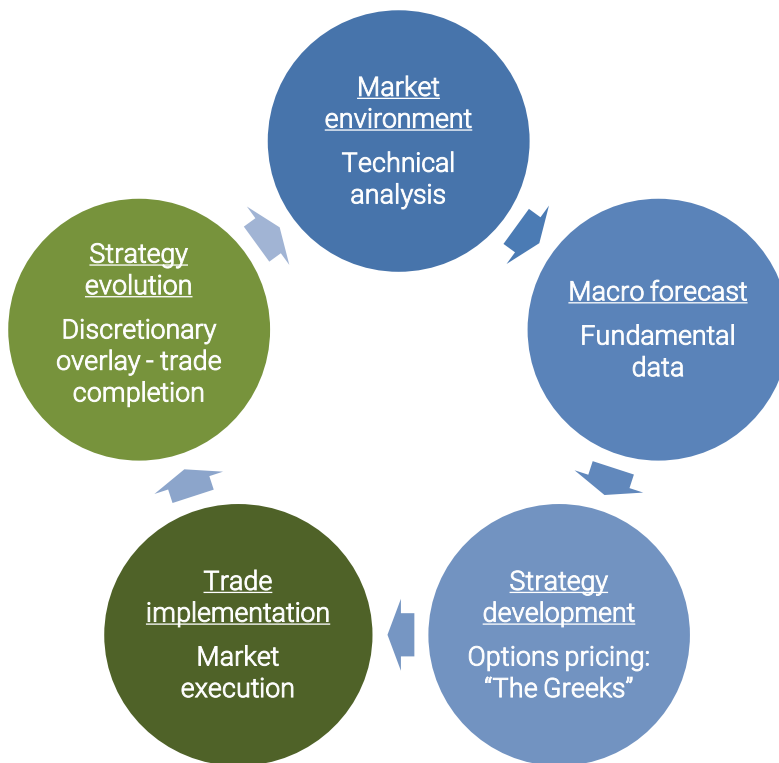 Market
environment
Technical
analysis
Macro forecast
Fundamental
data
Strategy
development
Options pricing:
“The Greeks”
Trade
implementation
Market
execution
Strategy
evolution
Discretionary
overlay - trade
completion